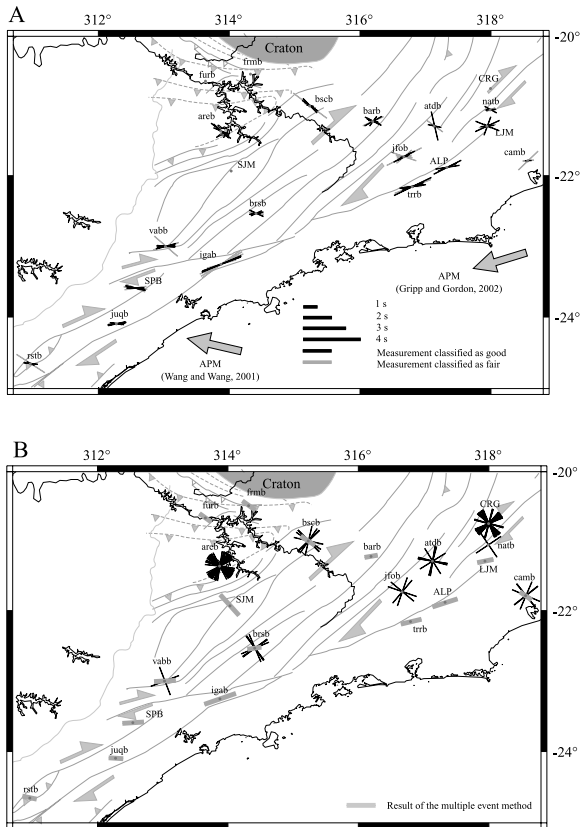 A
312 314 316 318
Craton
-20°
furb
frmb
CRG
bscb
natb
areb
barb
atdb
LJM
jfob
ALP
camb
SJM
-22°
trrb
brsb
vabb
igab
SPB
APM
(Gripp and Gordon, 2002)
juqb
1 s
2 s
3 s
4 s
-24°
rstb
APM
(Wang and Wang, 2001)
Measurement classified as good
Measurement classified as fair
B
312 314 316 318
-20°
Craton
furb
frmb
CRG
bscb
areb
barb
atdb
natb
jfob
LJM
camb
SJM
ALP
-22°
trrb
brsb
vabb
igab
SPB
juqb
-24°
rstb
Result of the multiple event method